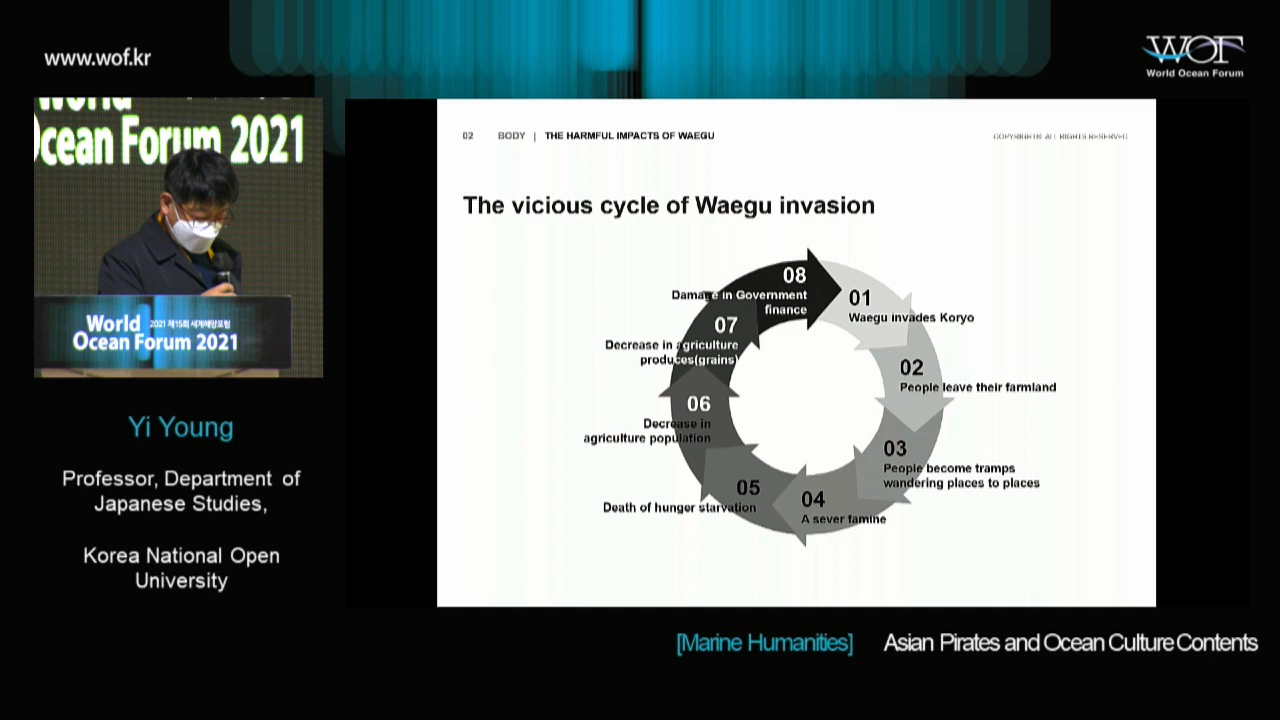 www.wof.kr
WOF
World Ocean Forum
World
Ocean Forum 2021
World 2021 제15회 세계해양포럼
Ocean Forum 2021
Yi Young
Professor, Department of
Japanese Studies,
Korea National Open
University
02 BODY | THE HARMFUL IMPACTS OF WAEGU
COPYRIGHT© ALL RIGHTS RESERVED
The vicious cycle of Waegu invasion
08
Damage in Government
finance
01
Waegu invades Koryo
07
Decrease in agriculture
produces(grains)
02
People leave their farmland
06
Decrease in
agriculture population
03
People become tramps
wandering places to places
05
Death of hunger starvation
04
A sever famine
[Marine Humanities] Asian Pirates and Ocean Culture Contents